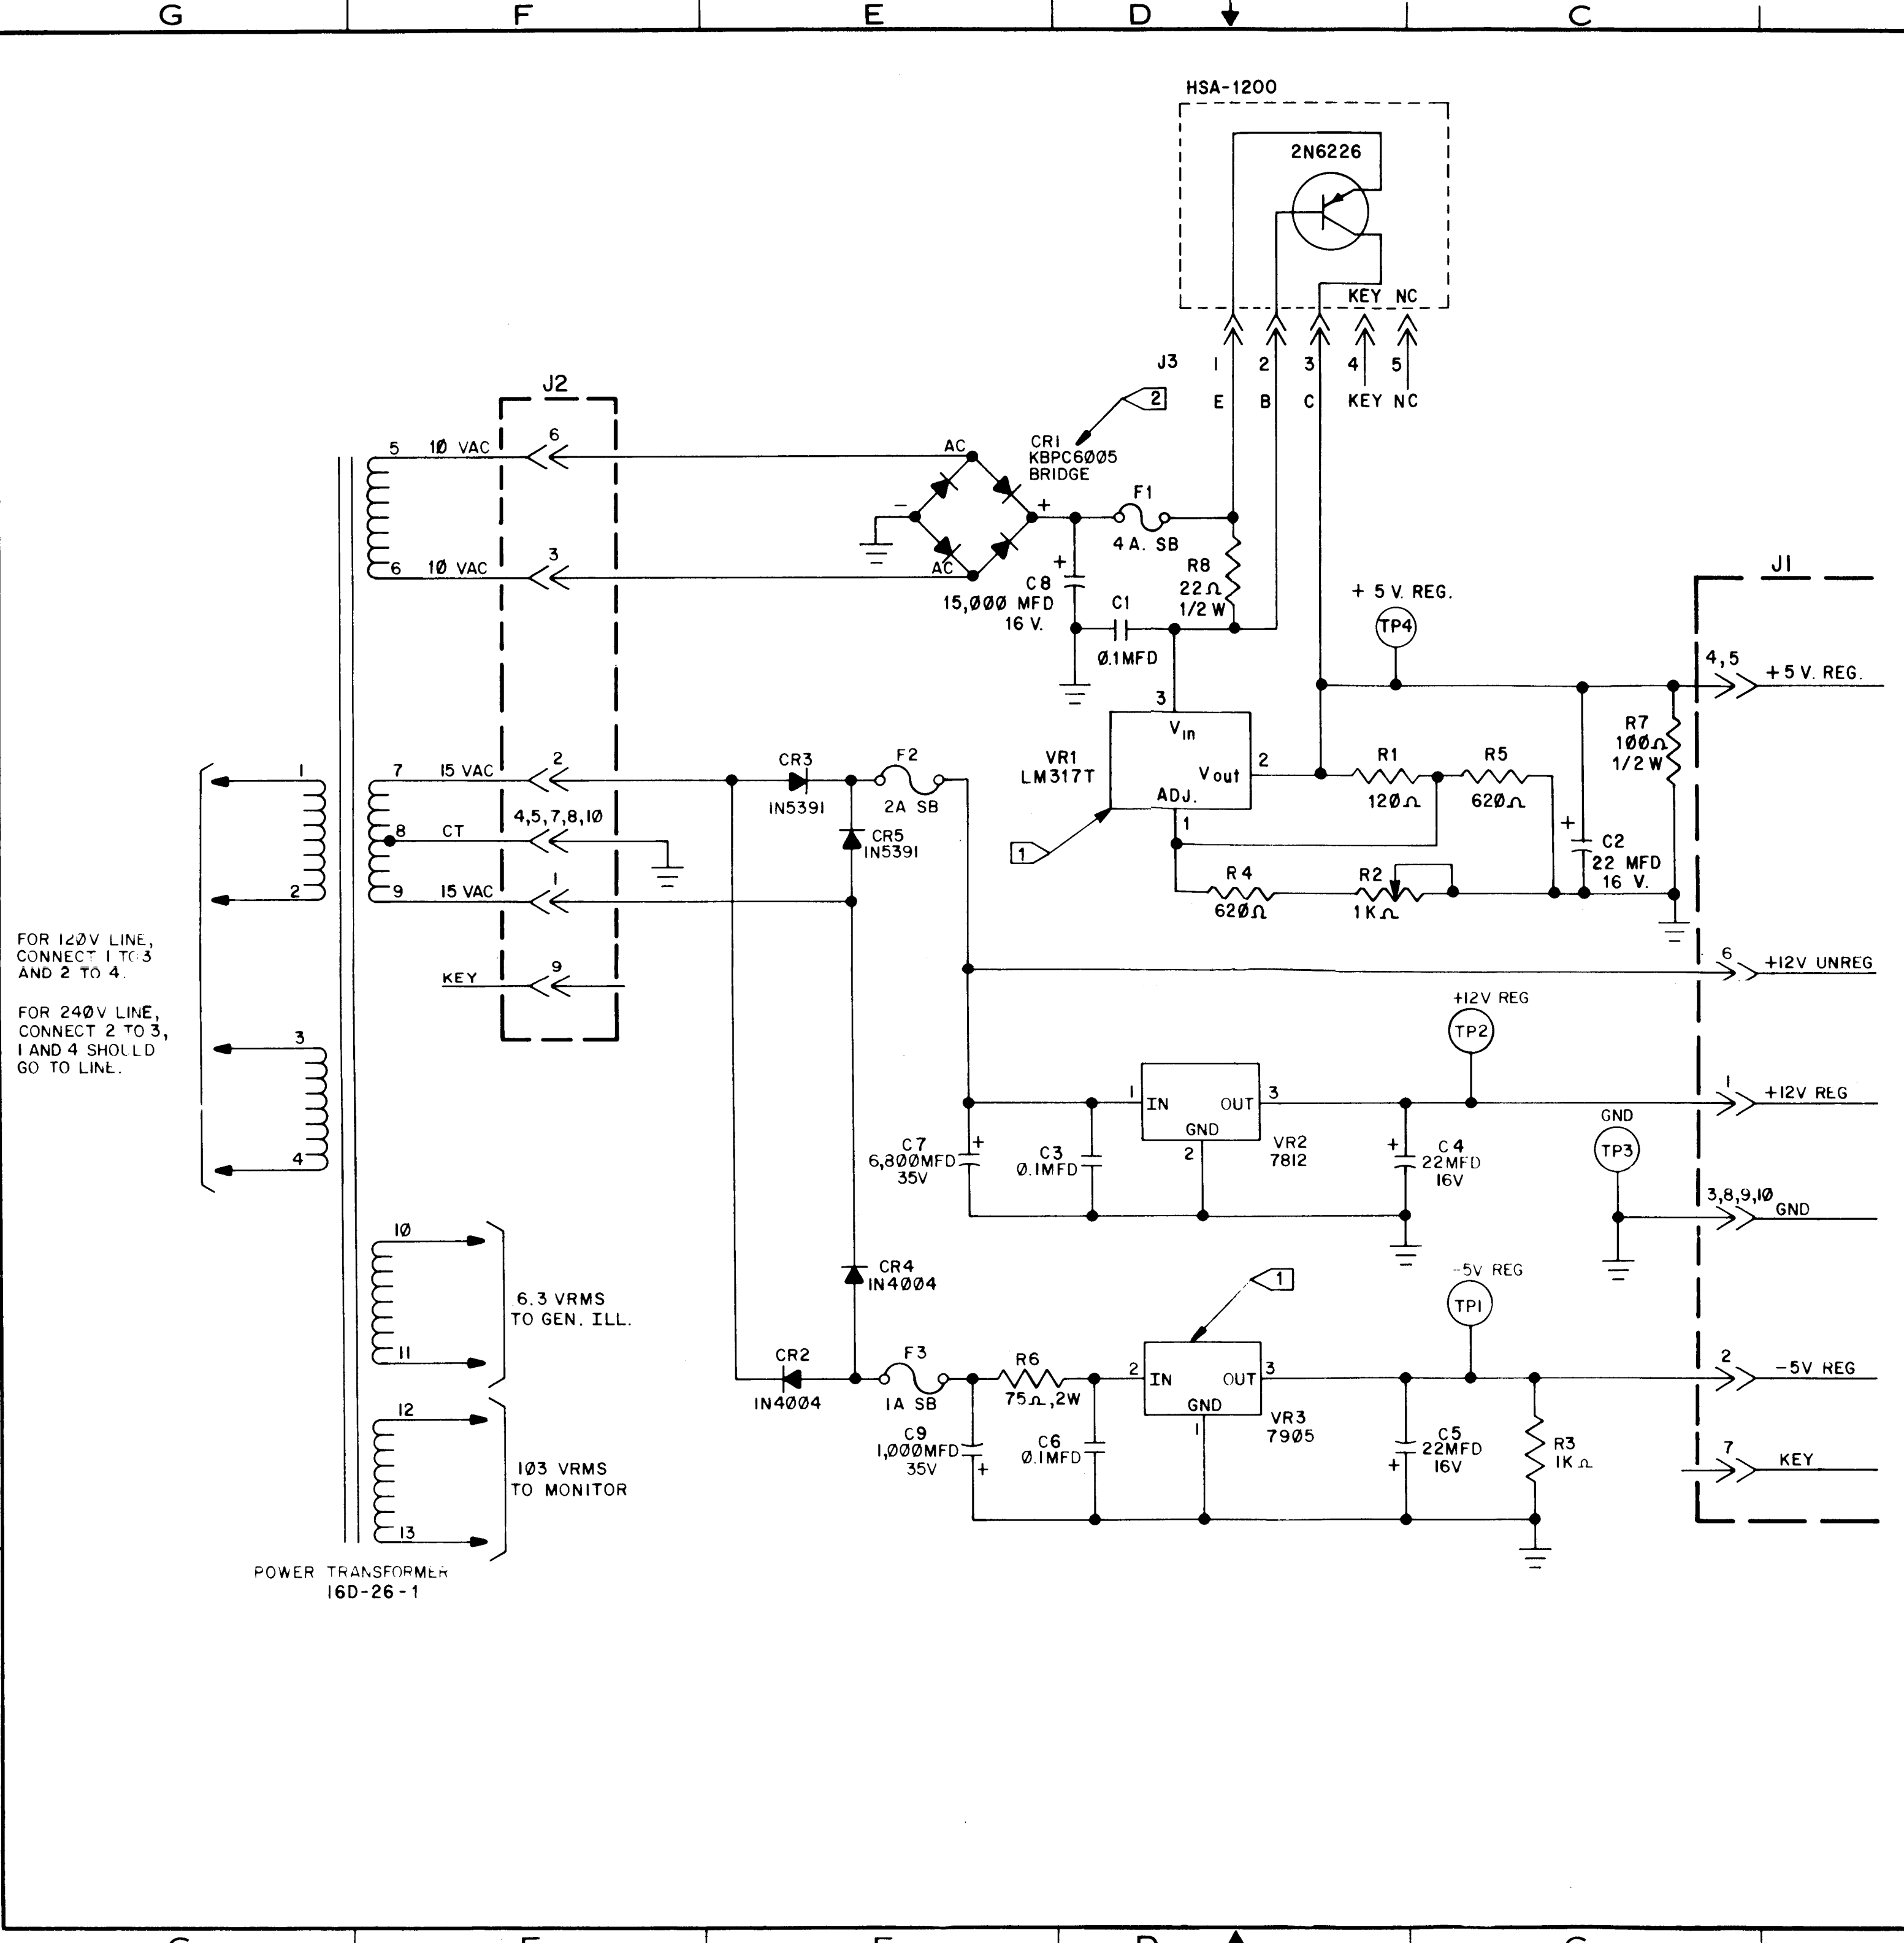 G F E D C
HSA-1200
2N6226
KEY NC
J3 1 2 3 4 5
E B C KEY NC
J2
2
5 10 VAC 6
AC
CR1
KBPC6005
BRIDGE
- +
F1
4 A. SB
6 10 VAC 3
AC
+
C8
15,000 MFD
16 V.
C1
0.1MFD
R8
22Ω
1/2 W
+ 5 V. REG.
TP4
J1
4,5
+5 V. REG.
3
Vin
VR1
LM317T
Vout
2
ADJ.
1
1
R1
120Ω
R5
620Ω
R7
100Ω
1/2 W
+
C2
22 MFD
16 V.
R4
620Ω
R2
1KΩ
1
2
7 15 VAC 2
8 CT 4,5,7,8,10
9 15 VAC 1
KEY 9
CR3
1N5391
F2
2A SB
CR5
1N5391
FOR 120V LINE,
CONNECT 1 TO 3
AND 2 TO 4.
FOR 240V LINE,
CONNECT 2 TO 3,
1 AND 4 SHOULD
GO TO LINE.
3
4
6
+12V UNREG
+12V REG
TP2
1 IN OUT 3
GND
2
VR2
7812
1
+12V REG
C7
6,800MFD
35V
+
C3
0.1MFD
+
C4
22MFD
16V
GND
TP3
3,8,9,10
GND
10
11
6.3 VRMS
TO GEN. ILL.
12
13
103 VRMS
TO MONITOR
CR4
1N4004
1
-5V REG
TP1
CR2
1N4004
F3
1A SB
R6
75Ω,2W
2 IN OUT 3
GND
1
VR3
7905
2
-5V REG
C9
1,000MFD
35V
+
C6
0.1MFD
C5
22MFD
16V
+
R3
1KΩ
7
KEY
POWER TRANSFORMER
16D-26-1